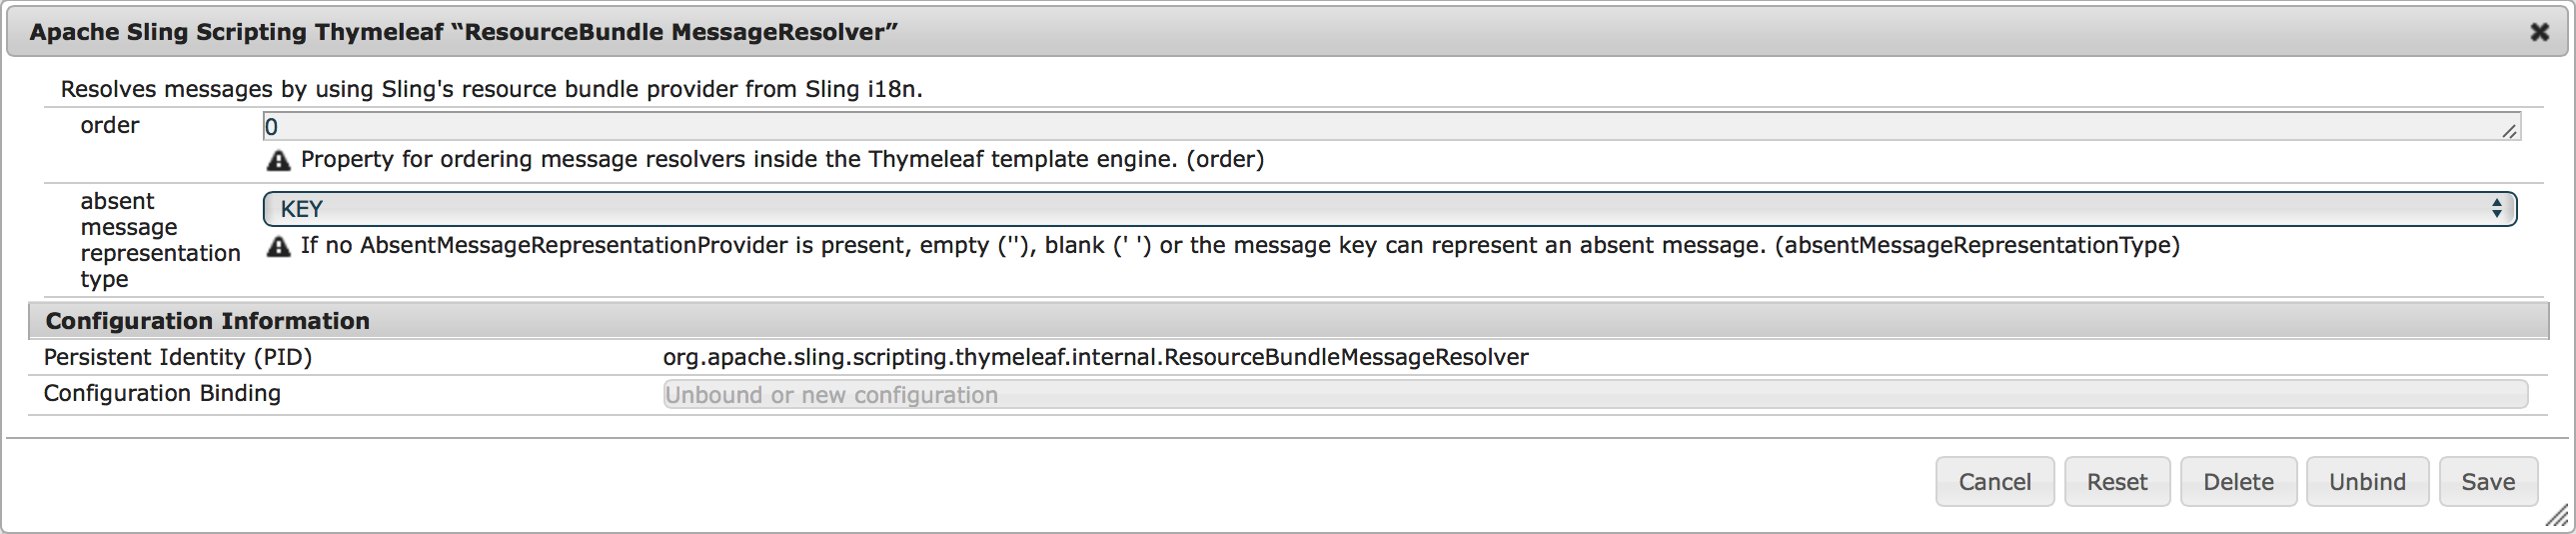 Apache Sling Scripting Thymeleaf “ResourceBundle MessageResolver”
Resolves messages by using Sling's resource bundle provider from Sling i18n.
order
0
Property for ordering message resolvers inside the Thymeleaf template engine. (order)
absent
message
representation
type
KEY
If no AbsentMessageRepresentationProvider is present, empty (''), blank (' ') or the message key can represent an absent message. (absentMessageRepresentationType)
Configuration Information
Persistent Identity (PID) org.apache.sling.scripting.thymeleaf.internal.ResourceBundleMessageResolver
Configuration Binding Unbound or new configuration
Cancel Reset Delete Unbind Save